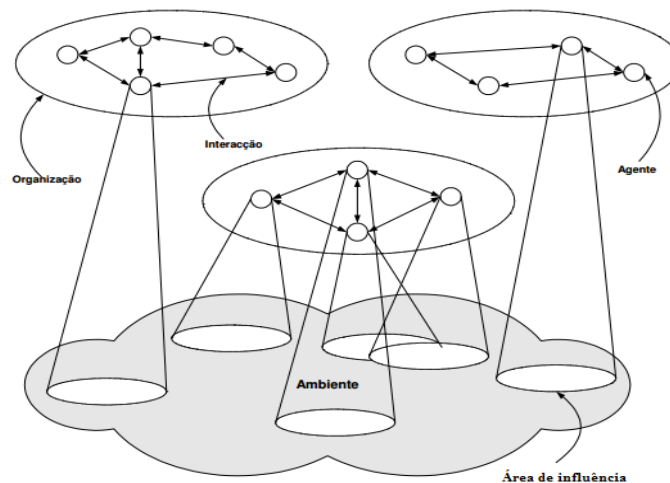 Interacção
Organização
Agente
Ambiente
Área de influência